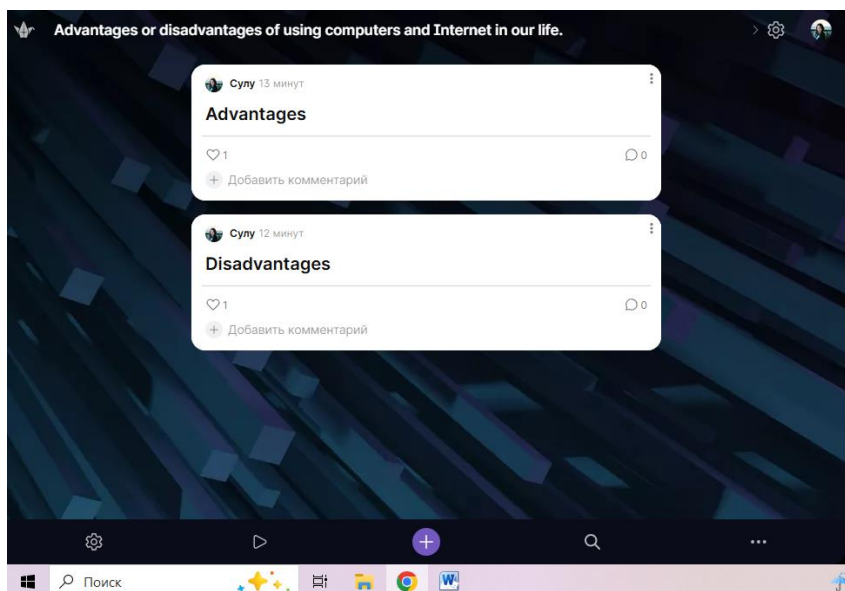 Advantages or disadvantages of using computers and Internet in our life.
Сулу 13 минут
Advantages
1 0
+ Добавить комментарий
Сулу 12 минут
Disadvantages
1 0
+ Добавить комментарий
Поиск
W